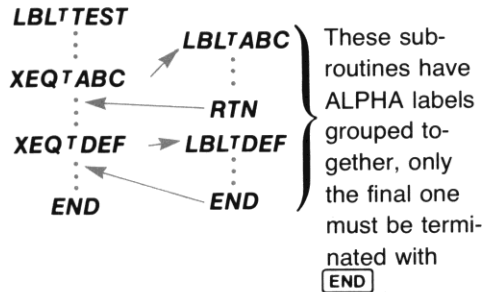 LBLᵀTEST
XEQᵀABC
XEQᵀDEF
END
LBLᵀABC
RTN
LBLᵀDEF
END
These sub-
routines have
ALPHA labels
grouped to-
gether, only
the final one
must be termi-
nated with
END